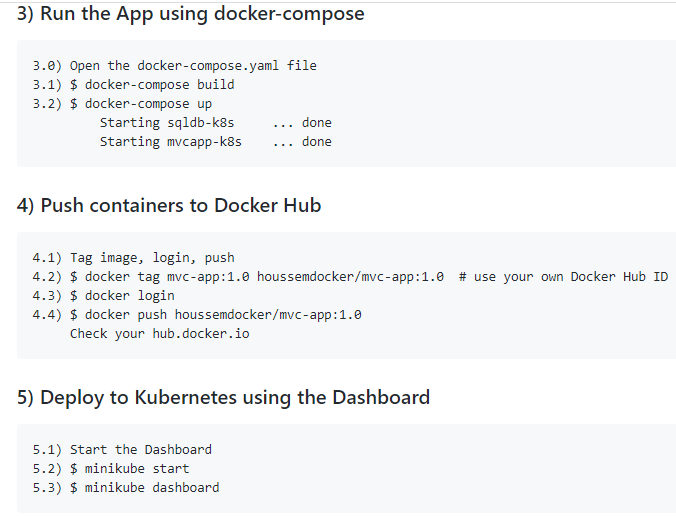 3) Run the App using docker-compose
3.0) Open the docker-compose.yaml file
3.1) $ docker-compose build
3.2) $ docker-compose up
Starting sqldb-k8s     ... done
Starting mvcapp-k8s    ... done
4) Push containers to Docker Hub
4.1) Tag image, login, push
4.2) $ docker tag mvc-app:1.0 houssemdocker/mvc-app:1.0  # use your own Docker Hub ID
4.3) $ docker login
4.4) $ docker push houssemdocker/mvc-app:1.0
Check your hub.docker.io
5) Deploy to Kubernetes using the Dashboard
5.1) Start the Dashboard
5.2) $ minikube start
5.3) $ minikube dashboard